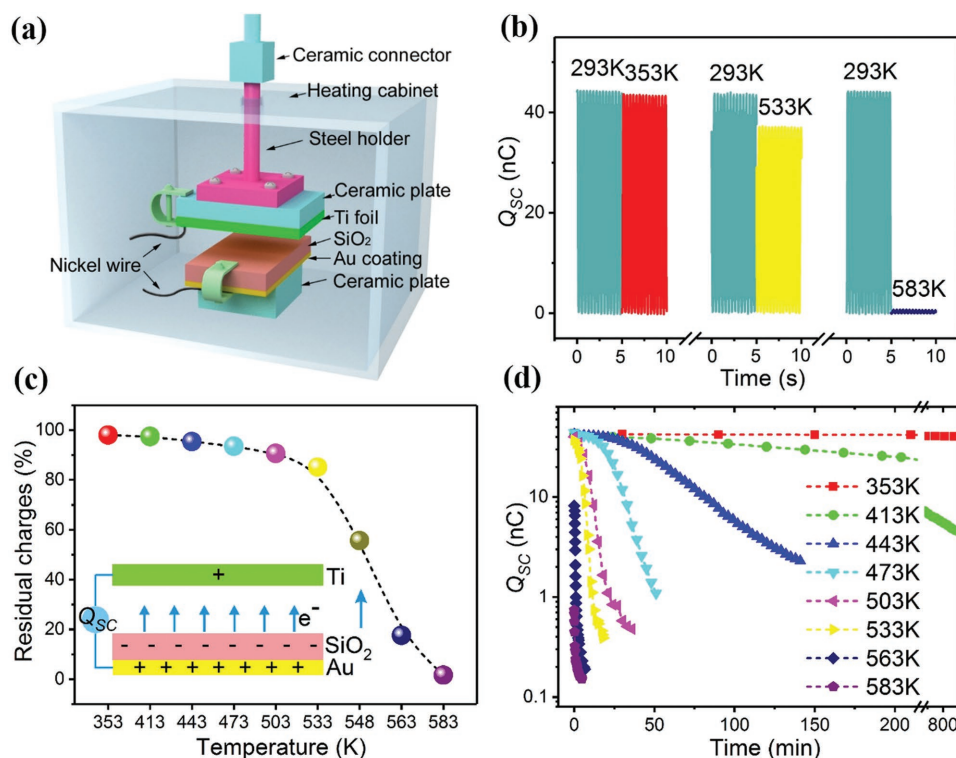 (a)
Ceramic connector
Heating cabinet
Steel holder
Ceramic plate
Ti foil
SiO₂
Au coating
Ceramic plate
Nickel wire
(b)
293K 353K
293K
533K
293K
583K
40
20
0
Q_SC (nC)
0 5 10 0 5 10 0 5 10
Time (s)
(c)
100
80
60
40
20
0
Residual charges (%)
+
Ti
Q_SC
e⁻
- - - - - - - -
SiO₂
+ + + + + + +
Au
353 413 443 473 503 533 548 563 583
Temperature (K)
(d)
10
1
0.1
Q_SC (nC)
353K
413K
443K
473K
503K
533K
563K
583K
0 50 100 150 200 800
Time (min)